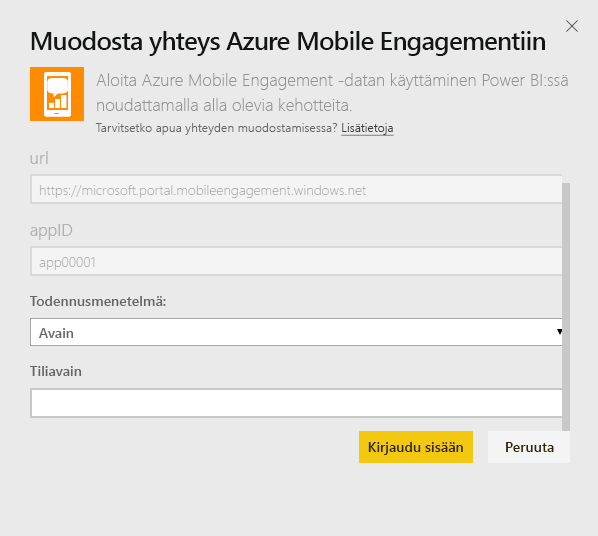 Muodosta yhteys Azure Mobile Engagementiin
Aloita Azure Mobile Engagement -datan käyttäminen Power BI:ssä
noudattamalla alla olevia kehotteita.
Tarvitsetko apua yhteyden muodostamisessa? Lisätietoja
url
https://microsoft.portal.mobileengagement.windows.net
appID
app00001
Todennusmenetelmä:
Avain
Tiliavain
Kirjaudu sisään
Peruuta